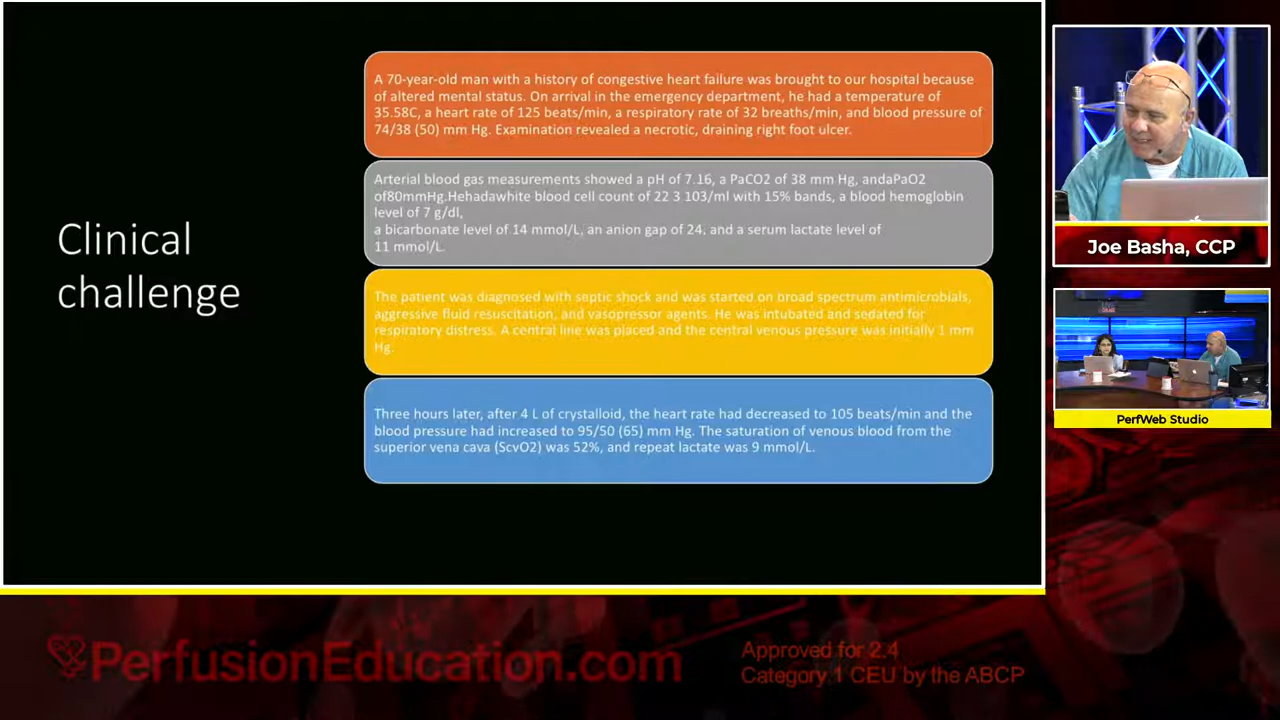 Clinical
challenge
A 70-year-old man with a history of congestive heart failure was brought to our hospital because
of altered mental status. On arrival in the emergency department, he had a temperature of
35.58C, a heart rate of 125 beats/min, a respiratory rate of 32 breaths/min, and blood pressure of
74/38 (50) mm Hg. Examination revealed a necrotic, draining right foot ulcer.
Arterial blood gas measurements showed a pH of 7.16, a PaCO2 of 38 mm Hg, andaPaO2
of80mmHg.Hehadawhite blood cell count of 22 3 103/ml with 15% bands, a blood hemoglobin
level of 7 g/dl,
a bicarbonate level of 14 mmol/L, an anion gap of 24, and a serum lactate level of
11 mmol/L.
The patient was diagnosed with septic shock and was started on broad spectrum antimicrobials,
aggressive fluid resuscitation, and vasopressor agents. He was intubated and sedated for
respiratory distress. A central line was placed and the central venous pressure was initially 1 mm
Hg.
Three hours later, after 4 L of crystalloid, the heart rate had decreased to 105 beats/min and the
blood pressure had increased to 95/50 (65) mm Hg. The saturation of venous blood from the
superior vena cava (ScvO2) was 52%, and repeat lactate was 9 mmol/L.
Joe Basha, CCP
PerfWeb Studio
PerfusionEducation.com
Approved for 2.4
Category 1 CEU by the ABCP